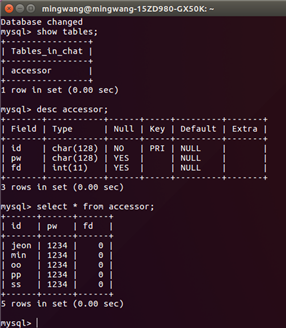 mingwang@mingwang-15ZD980-GX50K: ~
Database changed
mysql> show tables;
+----------------+
| Tables_in_chat |
+----------------+
| accessor       |
+----------------+
1 row in set (0.00 sec)
mysql> desc accessor;
+-------+-----------+------+-----+---------+-------+
| Field | Type      | Null | Key | Default | Extra |
+-------+-----------+------+-----+---------+-------+
| id    | char(128) | NO   | PRI | NULL    |       |
| pw    | char(128) | YES  |     | NULL    |       |
| fd    | int(11)   | YES  |     | NULL    |       |
+-------+-----------+------+-----+---------+-------+
3 rows in set (0.00 sec)
mysql> select * from accessor;
+------+------+------+
| id   | pw   | fd   |
+------+------+------+
| jeon | 1234 |    0 |
| min  | 1234 |    0 |
| oo   | 1234 |    0 |
| pp   | 1234 |    0 |
| ss   | 1234 |    0 |
+------+------+------+
5 rows in set (0.00 sec)
mysql>